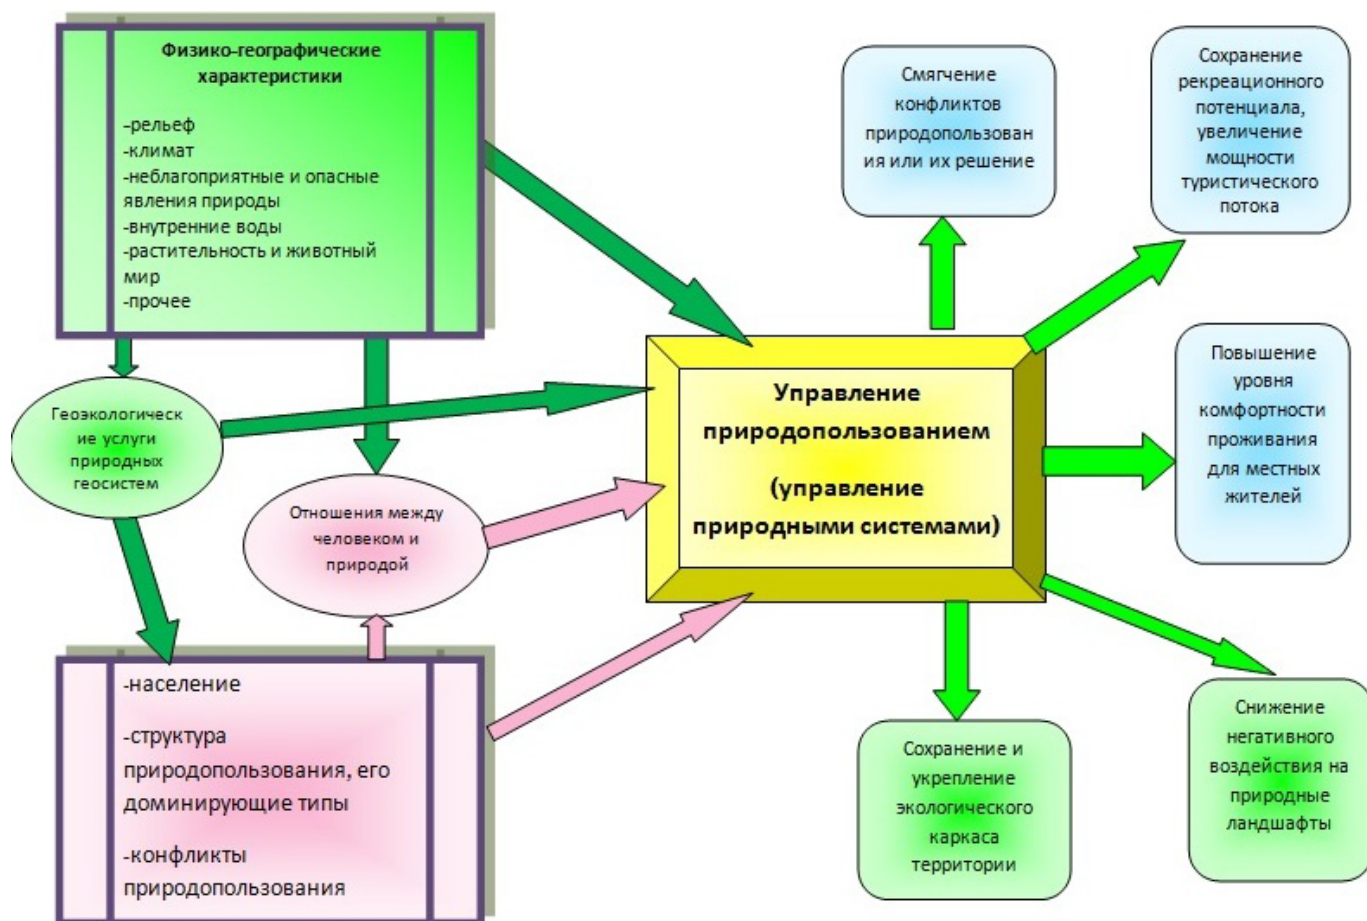 Физико-географические
характеристики
-рельеф
-климат
-неблагоприятные и опасные
явления природы
-внутренние воды
-растительность и животный
мир
-прочее
Геоэкологическ
ие услуги
природных
геосистем
Отношения между
человеком и
природой
-население
-структура
природопользования, его
доминирующие типы
-конфликты
природопользования
Управление
природопользованием
(управление
природными системами)
Смягчение
конфликтов
природопользован
ия или их решение
Сохранение
рекреационного
потенциала,
увеличение
мощности
туристического
потока
Повышение
уровня
комфортности
проживания
для местных
жителей
Снижение
негативного
воздействия на
природные
ландшафты
Сохранение и
укрепление
экологического
каркаса
территории